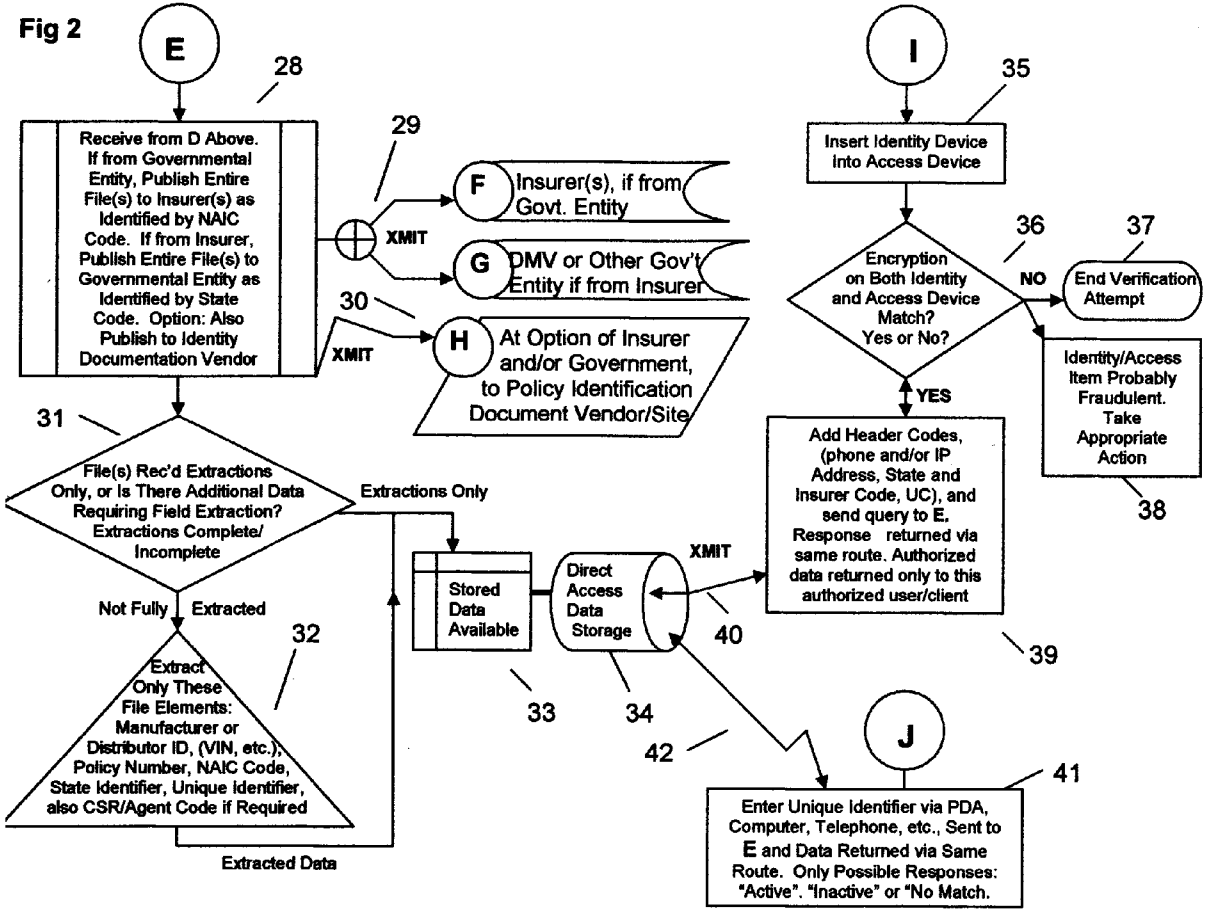 Fig 2
E
28
Receive from D Above.
If from Governmental
Entity, Publish Entire
File(s) to Insurer(s) as
Identified by NAIC
Code. If from Insurer,
Publish Entire File(s) to
Governmental Entity as
Identified by State
Code. Option: Also
Publish to Identity
Documentation Vendor
29
XMIT
F
Insurer(s), if from
Govt. Entity
G
DMV or Other Gov't
Entity if from Insurer
30
XMIT
H
At Option of Insurer
and/or Government,
to Policy Identification
Document Vendor/Site
31
File(s) Rec'd Extractions
Only, or Is There Additional Data
Requiring Field Extraction?
Extractions Complete/
Incomplete
Extractions Only
Not Fully Extracted
32
Extract
Only These
File Elements:
Manufacturer or
Distributor ID, (VIN, etc.),
Policy Number, NAIC Code,
State Identifier, Unique Identifier,
also CSR/Agent Code if Required
Extracted Data
Stored
Data
Available
33
Direct
Access
Data
Storage
34
I
35
Insert Identity Device
into Access Device
36
Encryption
on Both Identity
and Access Device
Match?
Yes or No?
NO
37
End Verification
Attempt
Identity/Access
Item Probably
Fraudulent.
Take
Appropriate
Action
38
YES
Add Header Codes,
(phone and/or IP
Address, State and
Insurer Code, UC), and
send query to E.
Response returned via
same route. Authorized
data returned only to this
authorized user/client
39
XMIT
40
42
J
41
Enter Unique Identifier via PDA,
Computer, Telephone, etc., Sent to
E and Data Returned via Same
Route. Only Possible Responses:
"Active". "Inactive" or "No Match.